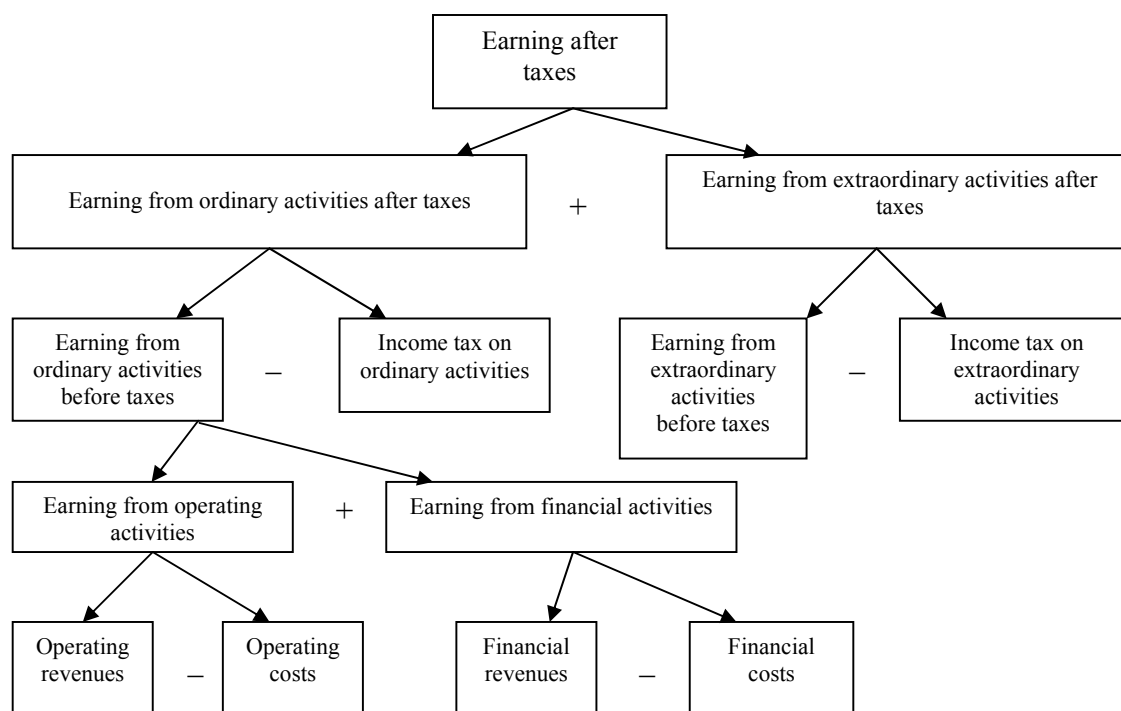 Earning after
taxes
Earning from ordinary activities after taxes
+
Earning from extraordinary activities after
taxes
Earning from
ordinary activities
before taxes
–
Income tax on
ordinary activities
Earning from
extraordinary
activities
before taxes
–
Income tax on
extraordinary
activities
Earning from operating
activities
+
Earning from financial activities
Operating
revenues
–
Operating
costs
Financial
revenues
–
Financial
costs